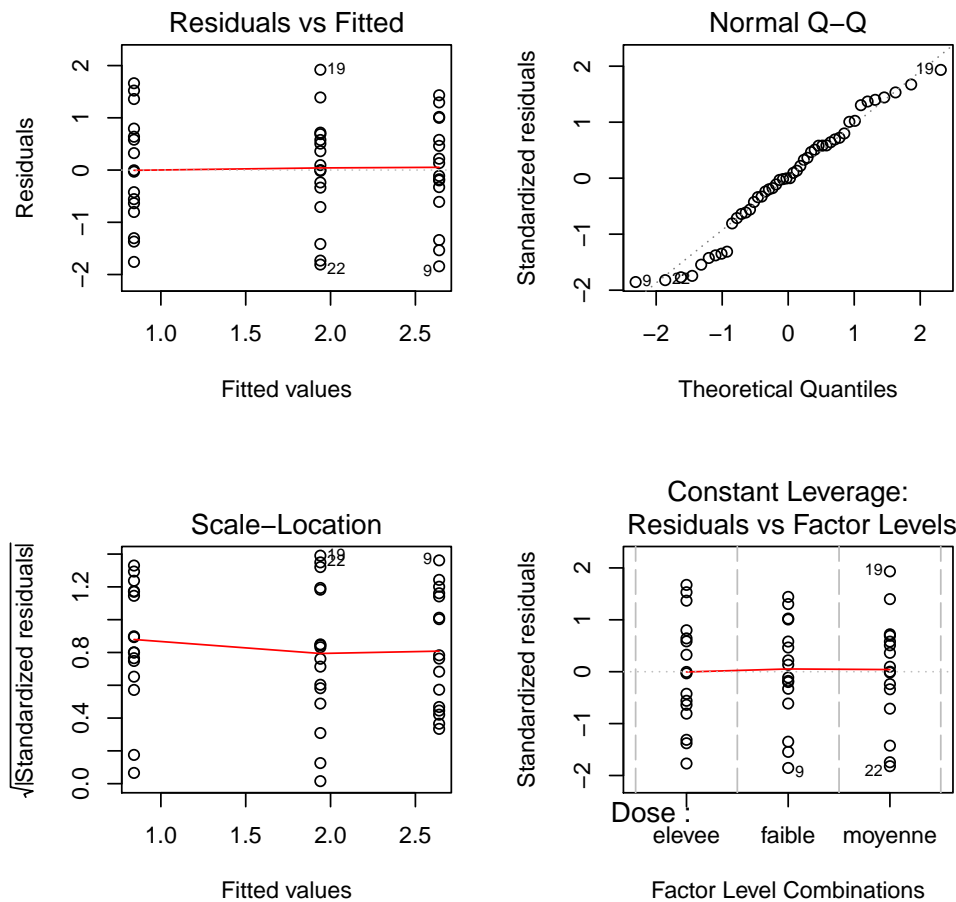 Residuals vs Fitted
Residuals
2
1
0
−1
−2
19
22
9
1.0 1.5 2.0 2.5
Fitted values
Normal Q−Q
Standardized residuals
2
1
0
−1
−2
19
9
22
−2 −1 0 1 2
Theoretical Quantiles
Scale−Location
√|Standardized residuals|
1.2
0.8
0.4
0.0
19
22
9
1.0 1.5 2.0 2.5
Fitted values
Constant Leverage:
Residuals vs Factor Levels
Standardized residuals
2
1
0
−1
−2
19
9
22
Dose :
elevee faible moyenne
Factor Level Combinations